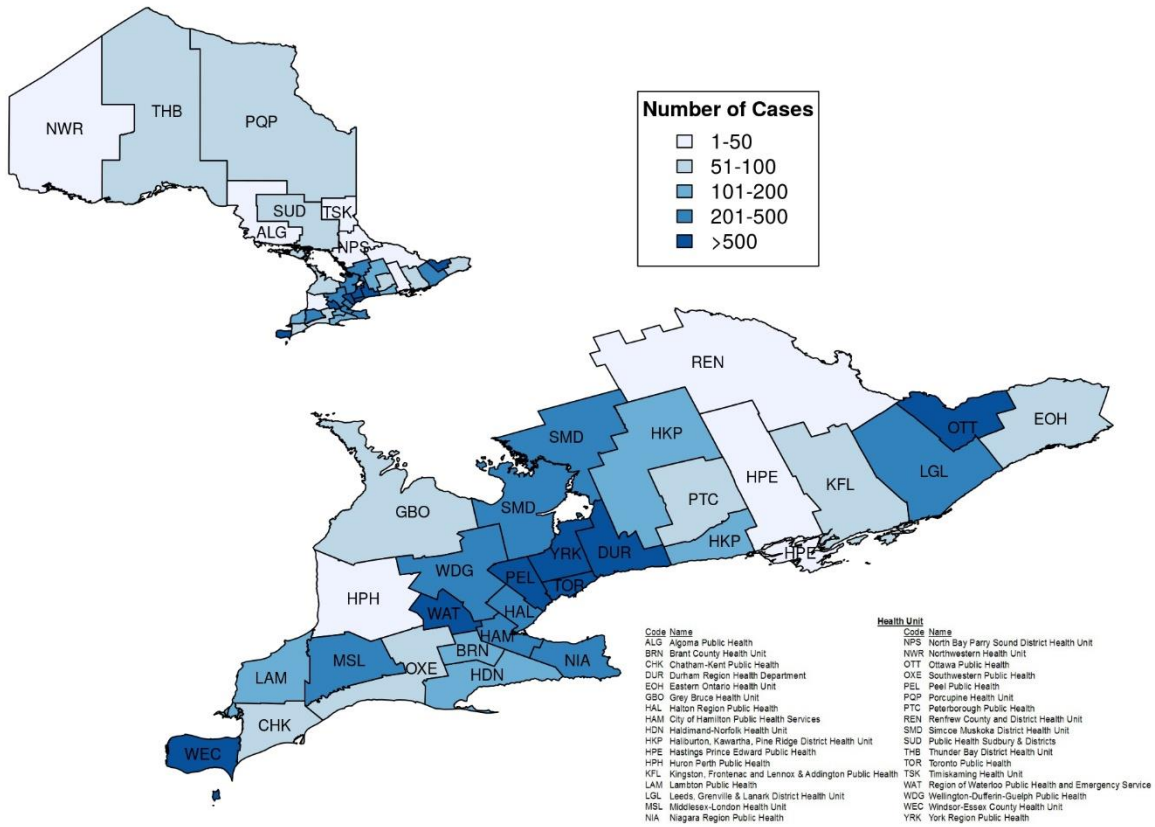 NWR
THB
PQP
SUD
TSK
ALG
NPS
Number of Cases
1-50
51-100
101-200
201-500
>500
REN
SMD
HKP
OTT
EOH
HPE
LGL
KFL
PTC
GBO
SMD
HKP
YRK
DUR
HPE
WDG
PEL
TOR
HPH
WAT
HAL
HAM
MSL
OXE
BRN
NIA
LAM
HDN
CHK
WEC
Health Unit
Code Name
ALG Algoma Public Health
BRN Brant County Health Unit
CHK Chatham-Kent Public Health
DUR Durham Region Health Department
EOH Eastern Ontario Health Unit
GBO Grey Bruce Health Unit
HAL Halton Region Public Health
HAM City of Hamilton Public Health Services
HDN Haldimand-Norfolk Health Unit
HKP Haliburton, Kawartha, Pine Ridge District Health Unit
HPE Hastings Prince Edward Public Health
HPH Huron Perth Public Health
KFL Kingston, Frontenac and Lennox & Addington Public Health
LAM Lambton Public Health
LGL Leeds, Grenville & Lanark District Health Unit
MSL Middlesex-London Health Unit
NIA Niagara Region Public Health
Code Name
NPS North Bay Parry Sound District Health Unit
NWR Northwestern Health Unit
OTT Ottawa Public Health
OXE Southwestern Public Health
PEL Peel Public Health
PQP Porcupine Health Unit
PTC Peterborough Public Health
REN Renfrew County and District Health Unit
SMD Simcoe Muskoka District Health Unit
SUD Public Health Sudbury & Districts
THB Thunder Bay District Health Unit
TOR Toronto Public Health
TSK Timiskaming Health Unit
WAT Region of Waterloo Public Health and Emergency Service
WDG Wellington-Dufferin-Guelph Public Health
WEC Windsor-Essex County Health Unit
YRK York Region Public Health